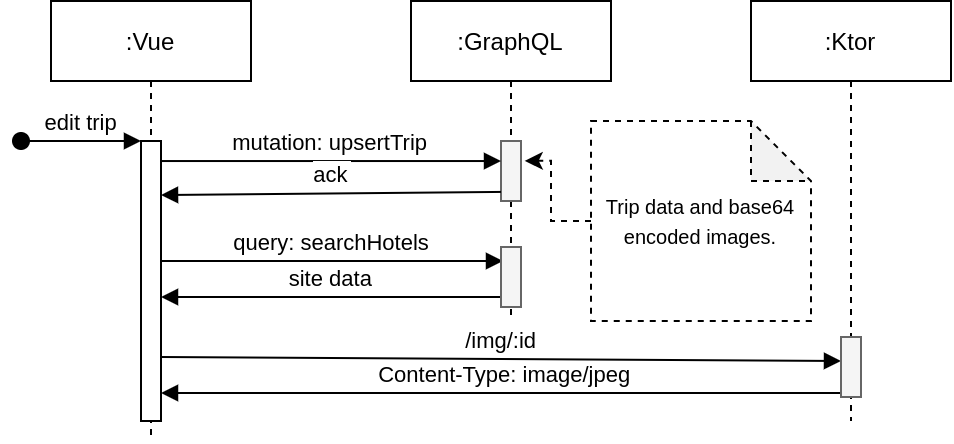 :Vue
:GraphQL
:Ktor
edit trip
mutation: upsertTrip
ack
Trip data and base64
encoded images.
query: searchHotels
site data
/img/:id
Content-Type: image/jpeg